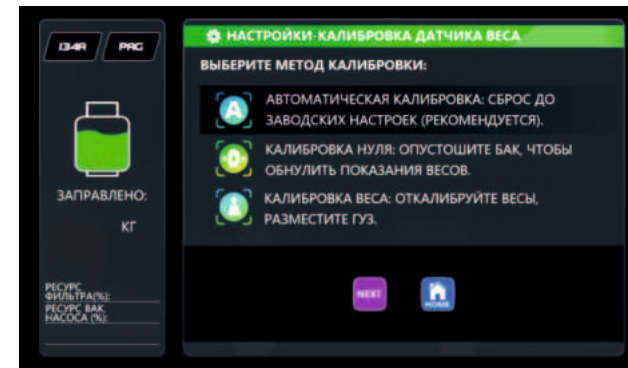 134A PAG
ЗАПРАВЛЕНО:
КГ
РЕСУРС
ФИЛЬТРА(%):
РЕСУРС ВАК.
НАСОСА (%):
НАСТРОЙКИ-КАЛИБРОВКА ДАТЧИКА ВЕСА
ВЫБЕРИТЕ МЕТОД КАЛИБРОВКИ:
A
АВТОМАТИЧЕСКАЯ КАЛИБРОВКА: СБРОС ДО
ЗАВОДСКИХ НАСТРОЕК (РЕКОМЕНДУЕТСЯ).
0
КАЛИБРОВКА НУЛЯ: ОПУСТОШИТЕ БАК, ЧТОБЫ
ОБНУЛИТЬ ПОКАЗАНИЯ ВЕСОВ.
КАЛИБРОВКА ВЕСА: ОТКАЛИБРУЙТЕ ВЕСЫ,
РАЗМЕСТИТЕ ГУЗ.
NEXT
HOME